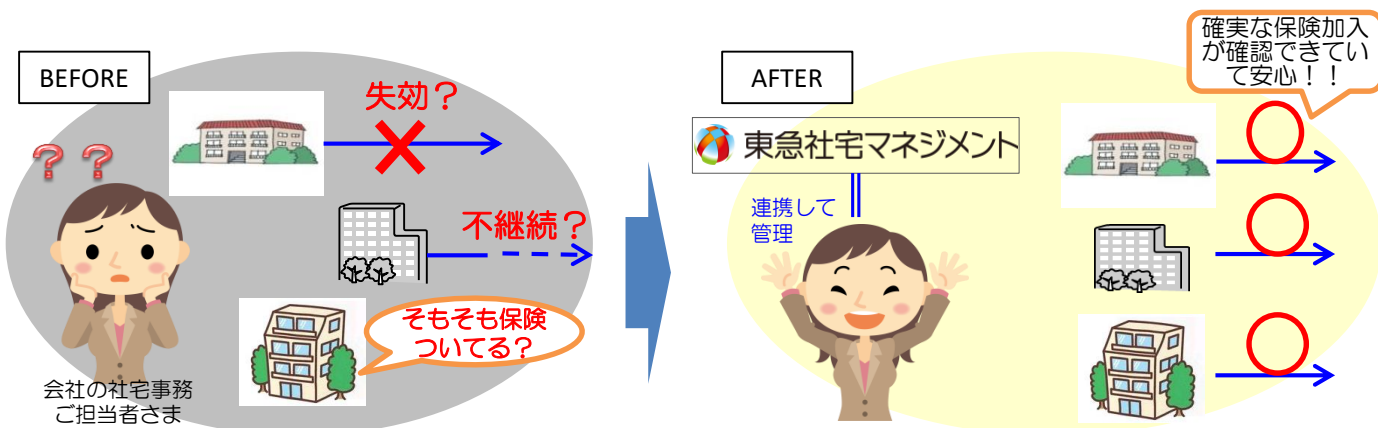 BEFORE
失効？
？？
不継続？
そもそも保険
ついてる？
会社の社宅事務
ご担当者さま
AFTER
東急社宅マネジメント
連携して
管理
確実な保険加入
が確認できてい
て安心！！